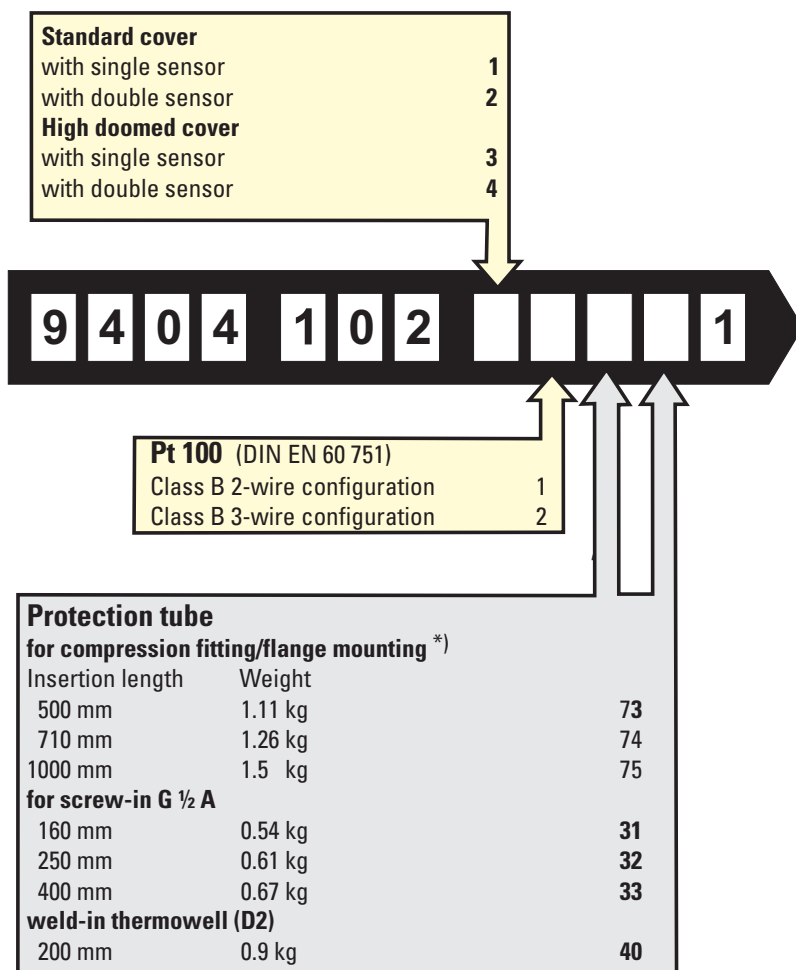 Standard cover
with single sensor 1
with double sensor 2
High doomed cover
with single sensor 3
with double sensor 4
9 4 0 4 1 0 2 1
Pt 100 (DIN EN 60 751)
Class B 2-wire configuration 1
Class B 3-wire configuration 2
Protection tube
for compression fitting/flange mounting *)
Insertion length Weight
500 mm 1.11 kg 73
710 mm 1.26 kg 74
1000 mm 1.5 kg 75
for screw-in G ½ A
160 mm 0.54 kg 31
250 mm 0.61 kg 32
400 mm 0.67 kg 33
weld-in thermowell (D2)
200 mm 0.9 kg 40